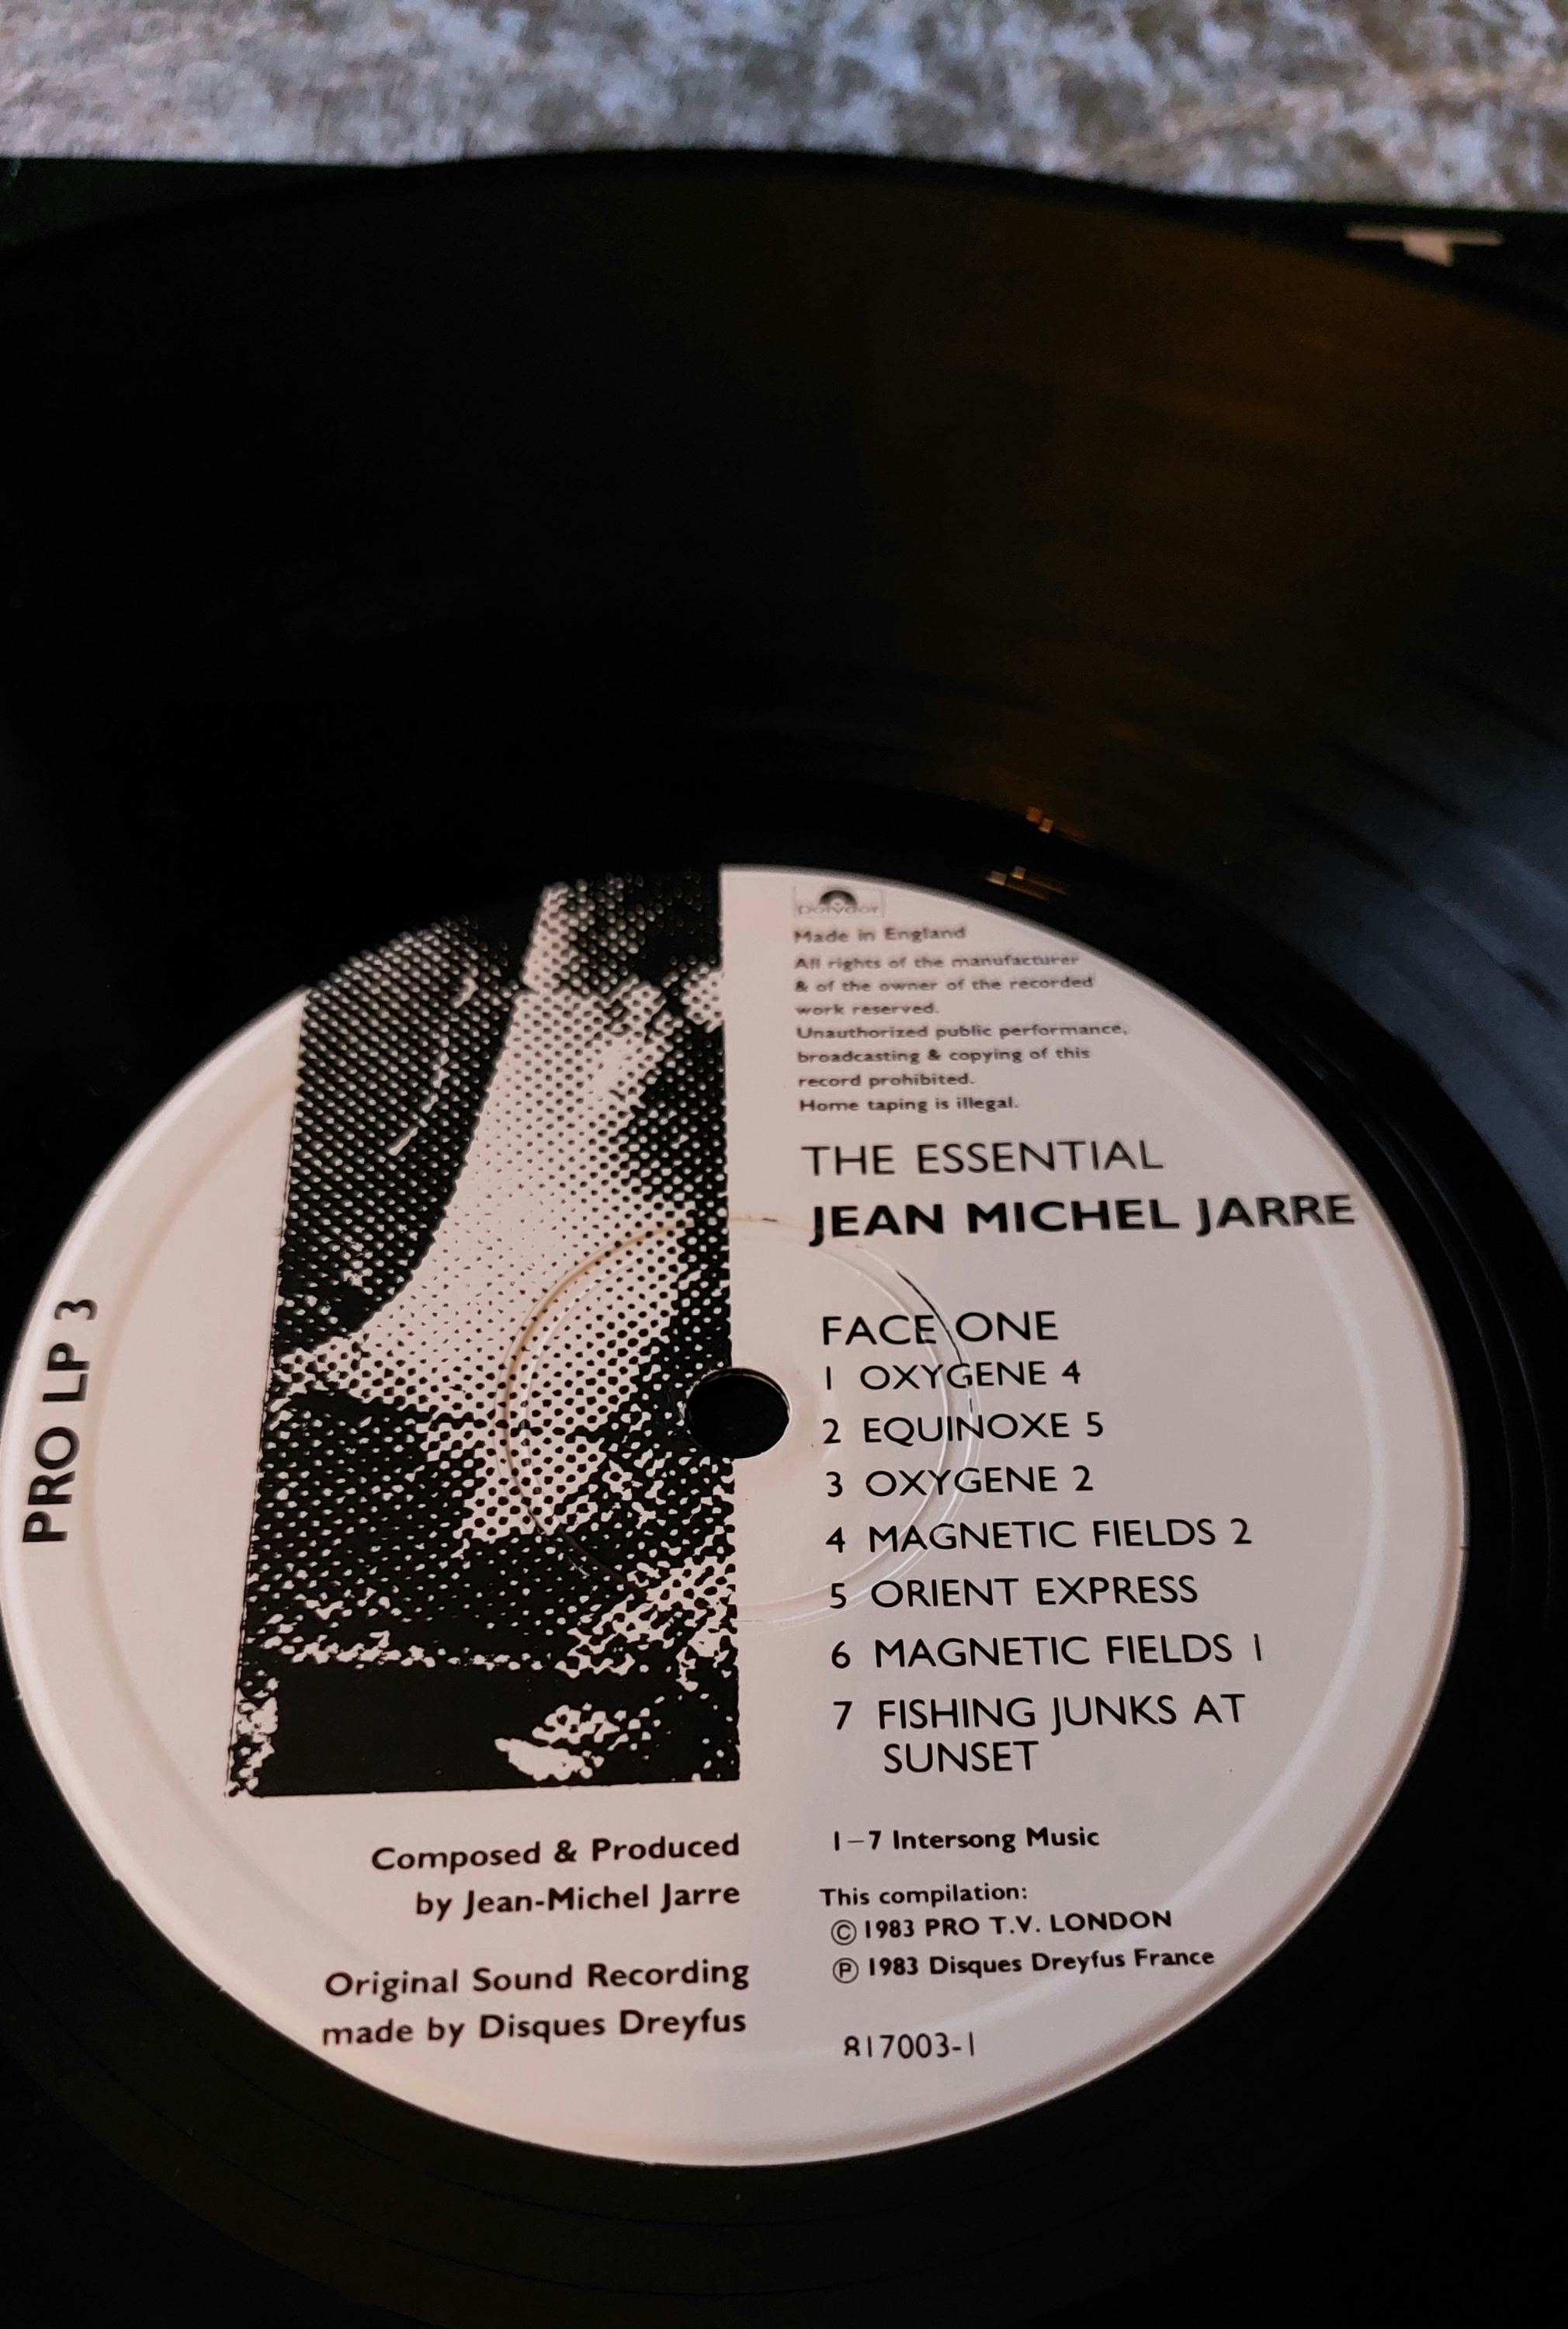 polydor
Made in England
All rights of the manufacturer
& of the owner of the recorded
work reserved.
Unauthorized public performance,
broadcasting & copying of this
record prohibited.
Home taping is illegal.
THE ESSENTIAL
JEAN MICHEL JARRE
PRO LP 3
FACE ONE
1 OXYGENE 4
2 EQUINOXE 5
3 OXYGENE 2
4 MAGNETIC FIELDS 2
5 ORIENT EXPRESS
6 MAGNETIC FIELDS 1
7 FISHING JUNKS AT
SUNSET
Composed & Produced
by Jean-Michel Jarre
Original Sound Recording
made by Disques Dreyfus
1–7 Intersong Music
This compilation:
© 1983 PRO T.V. LONDON
℗ 1983 Disques Dreyfus France
817003-1